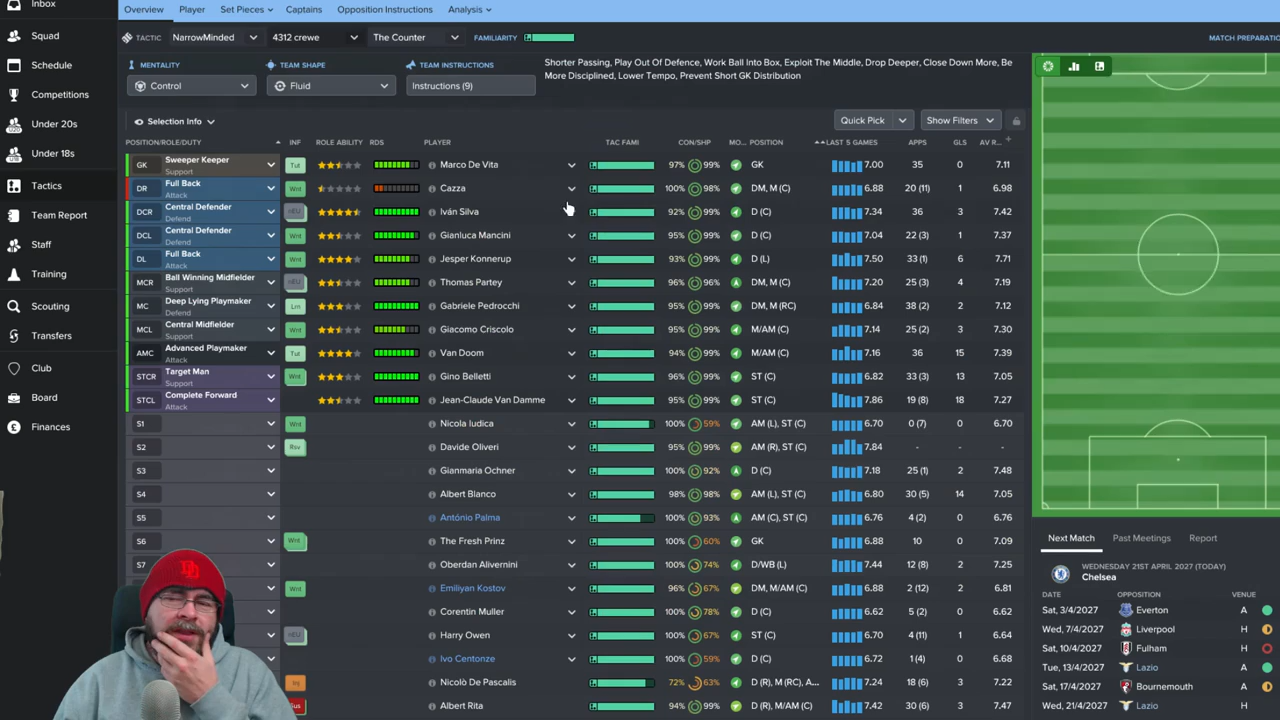 Inbox
Squad
Schedule
Competitions
Under 20s
Under 18s
Tactics
Team Report
Staff
Training
Scouting
Transfers
Club
Board
Finances
Overview Player Set Pieces Captains Opposition Instructions Analysis
TACTIC NarrowMinded 4312 crewe The Counter FAMILIARITY MATCH PREPARATIO
MENTALITY TEAM SHAPE TEAM INSTRUCTIONS
Control Fluid Instructions (9)
Shorter Passing, Play Out Of Defence, Work Ball Into Box, Exploit The Middle, Drop Deeper, Close Down More, Be
More Disciplined, Lower Tempo, Prevent Short GK Distribution
Selection Info Quick Pick Show Filters
POSITION/ROLE/DUTY INF ROLE ABILITY RDS PLAYER TAC FAMI CON/SHP MO... POSITION LAST 5 GAMES APPS GLS AV R...
GK Sweeper Keeper Support Tut Marco De Vita 97% 99% GK 7.00 35 0 7.11
DR Full Back Attack Wnt Cazza 100% 98% DM, M (C) 6.88 20 (11) 1 6.98
DCR Central Defender Defend nEU Iván Silva 92% 99% D (C) 7.34 36 3 7.42
DCL Central Defender Defend Wnt Gianluca Mancini 95% 99% D (C) 7.04 22 (3) 1 7.37
DL Full Back Attack Wnt Jesper Konnerup 93% 99% D (L) 7.50 33 (1) 6 7.71
MCR Ball Winning Midfielder Support nEU Thomas Partey 96% 96% DM, M (C) 7.20 25 (3) 4 7.19
MC Deep Lying Playmaker Defend Lrn Gabriele Pedrocchi 95% 99% DM, M (RC) 6.84 38 (2) 2 7.12
MCL Central Midfielder Support Wnt Giacomo Criscolo 95% 99% M/AM (C) 7.14 25 (2) 3 7.30
AMC Advanced Playmaker Attack Tut Van Doom 94% 99% M/AM (C) 7.16 36 15 7.39
STCR Target Man Support Wnt Gino Belletti 96% 99% ST (C) 6.82 33 (3) 13 7.05
STCL Complete Forward Attack Jean-Claude Van Damme 95% 99% ST (C) 7.86 19 (8) 18 7.27
S1 Wnt Nicola Iudica 100% 59% AM (L), ST (C) 6.70 0 (7) 0 6.70
S2 Rsv Davide Oliveri 95% 99% AM (R), ST (C) 7.84 - - -
S3 Gianmaria Ochner 100% 92% D (C) 7.18 25 (1) 2 7.48
S4 Albert Blanco 98% 98% AM (L), ST (C) 6.80 30 (5) 14 7.05
S5 António Palma 100% 93% AM (C), ST (C) 6.76 4 (2) 0 6.76
S6 Wnt The Fresh Prinz 100% 60% GK 6.88 10 0 7.09
S7 Oberdan Alivernini 100% 74% D/WB (L) 7.44 12 (8) 2 7.25
Wnt Emiliyan Kostov 96% 67% DM, M/AM (C) 6.88 2 (12) 2 6.81
Corentin Muller 100% 78% D (C) 6.62 5 (2) 0 6.62
nEU Harry Owen 100% 67% ST (C) 6.70 4 (11) 1 6.64
Ivo Centonze 100% 59% D (C) 6.72 1 (4) 0 6.68
Inj Nicolò De Pascalis 72% 63% D (R), M (RC), A... 7.24 18 (6) 3 7.22
Sus Albert Rita 94% 99% D (R), M/AM (C) 7.42 30 (6) 3 7.47
Next Match Past Meetings Report
WEDNESDAY 21ST APRIL 2027 (TODAY)
Chelsea
DATE OPPOSITION VENUE
Sat, 3/4/2027 Everton A
Wed, 7/4/2027 Liverpool H
Sat, 10/4/2027 Fulham H
Tue, 13/4/2027 Lazio A
Sat, 17/4/2027 Bournemouth A
Wed, 21/4/2027 Lazio H